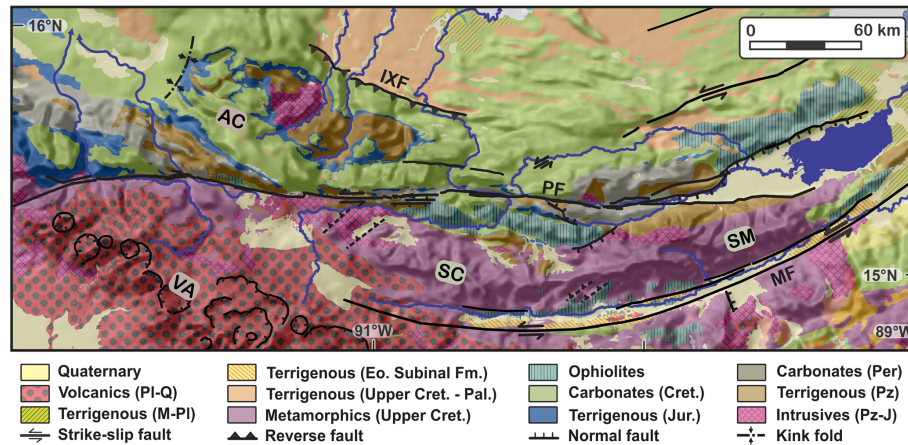 16°N
0 60 km
IXF
AC
PF
SM
SC
MF
VA
15°N
91°W
89°W
Quaternary
Volcanics (Pl-Q)
Terrigenous (M-Pl)
Strike-slip fault
Terrigenous (Eo. Subinal Fm.)
Terrigenous (Upper Cret. - Pal.)
Metamorphics (Upper Cret.)
Reverse fault
Ophiolites
Carbonates (Cret.)
Terrigenous (Jur.)
Normal fault
Carbonates (Per)
Terrigenous (Pz)
Intrusives (Pz-J)
Kink fold